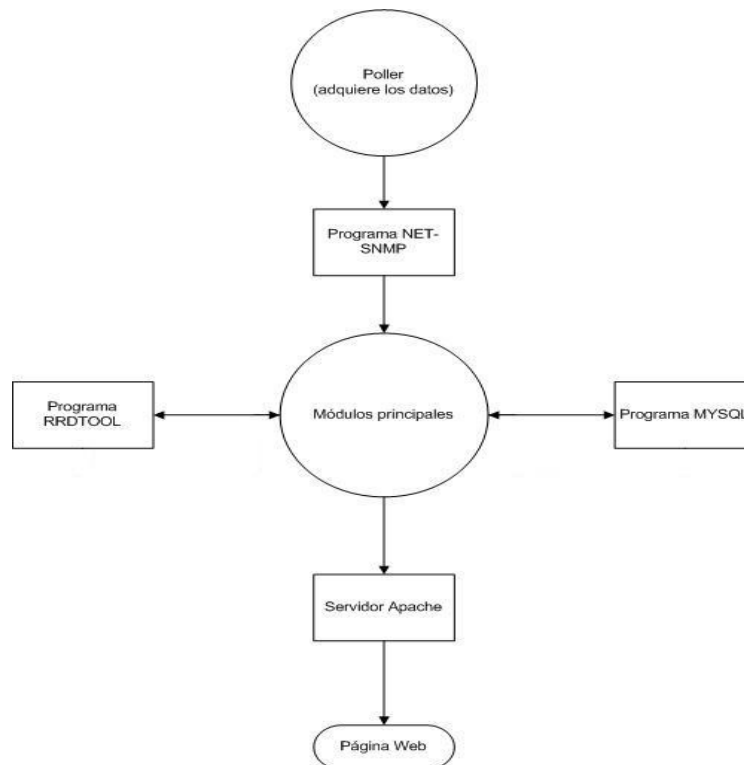 Poller
(adquiere los datos)
Programa NET-
SNMP
Programa
RRDTOOL
Módulos principales
Programa MYSQL
Servidor Apache
Página Web